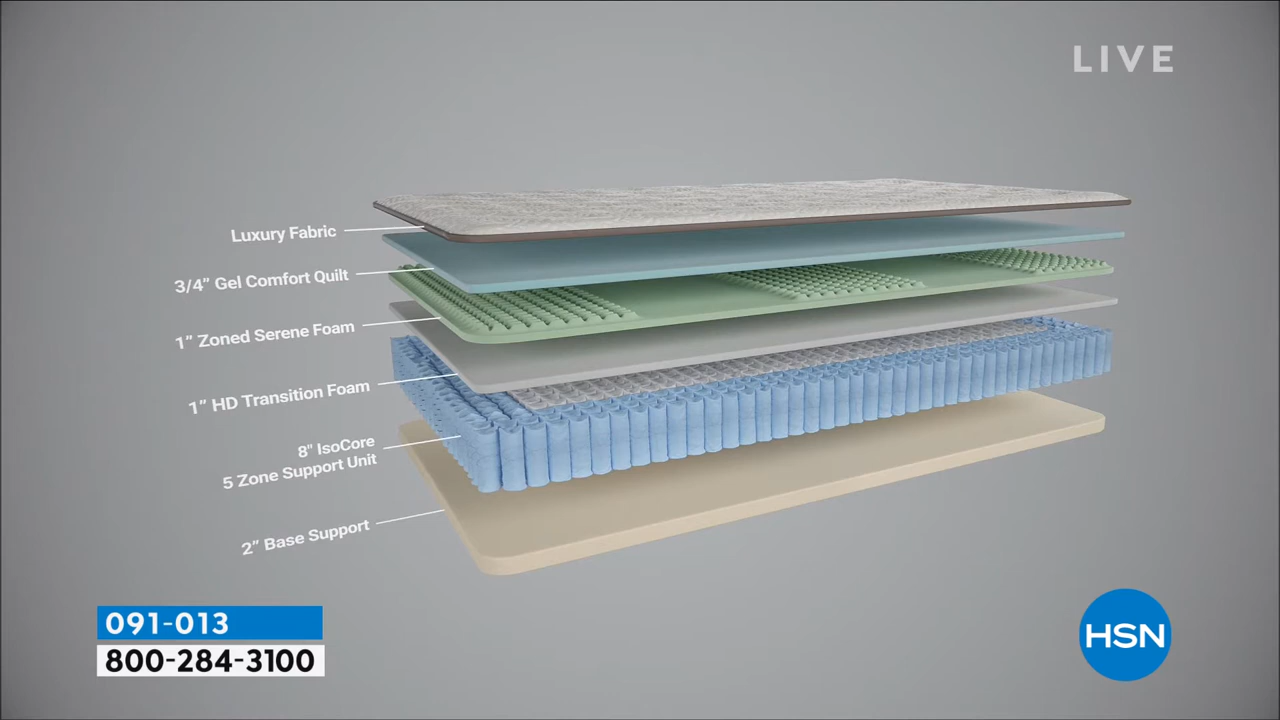 LIVE
Luxury Fabric
3/4” Gel Comfort Quilt
1” Zoned Serene Foam
1” HD Transition Foam
8" IsoCore
5 Zone Support Unit
2” Base Support
091-013
800-284-3100
HSN